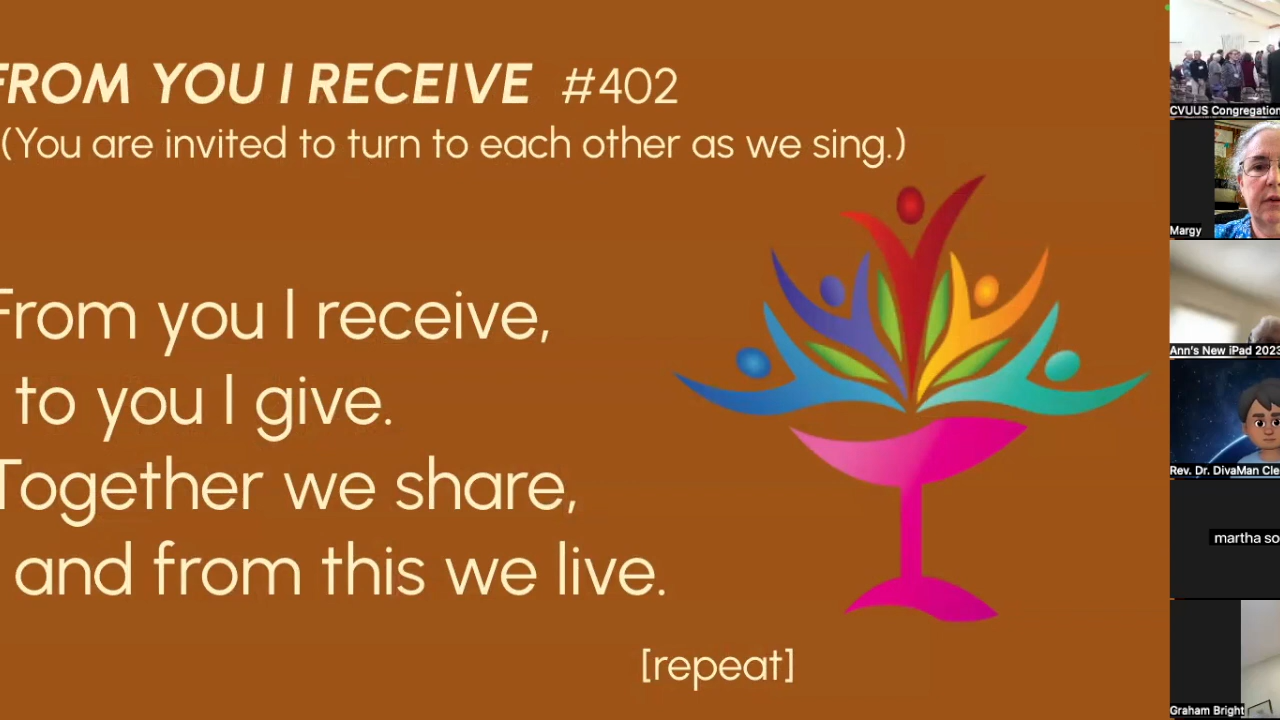 FROM YOU I RECEIVE #402
(You are invited to turn to each other as we sing.)
From you I receive,
to you I give.
Together we share,
and from this we live.
[repeat]
CVUUS Congregation
Margy
Ann's New iPad 2023
Rev. Dr. DivaMan Cle
martha so
Graham Bright